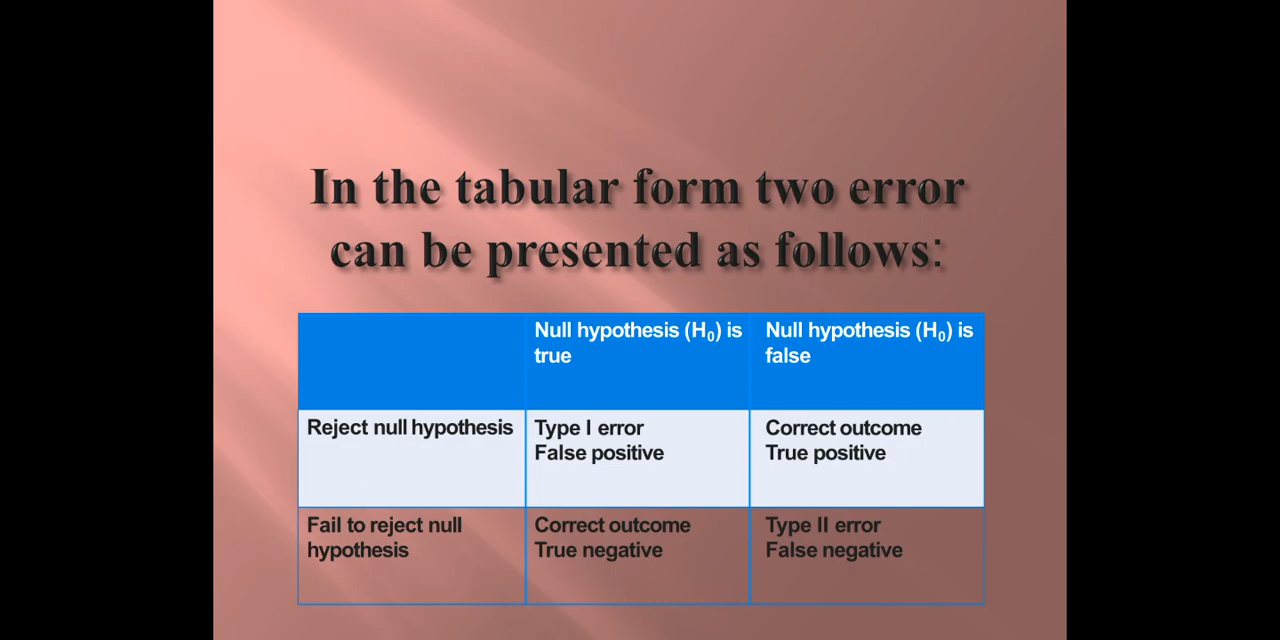 In the tabular form two error
can be presented as follows:
Null hypothesis (H₀) is
true
Null hypothesis (H₀) is
false
Reject null hypothesis
Type I error
False positive
Correct outcome
True positive
Fail to reject null
hypothesis
Correct outcome
True negative
Type II error
False negative